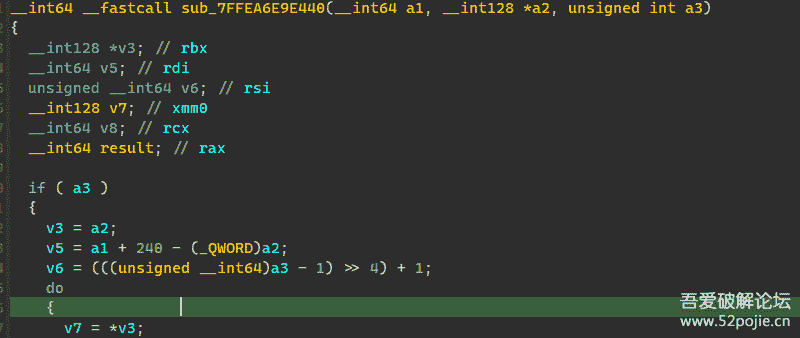 __int64 __fastcall sub_7FFEA6E9E440(__int64 a1, __int128 *a2, unsigned int a3)
{
__int128 *v3; // rbx
__int64 v5; // rdi
unsigned __int64 v6; // rsi
__int128 v7; // xmm0
__int64 v8; // rcx
__int64 result; // rax
if ( a3 )
{
v3 = a2;
v5 = a1 + 240 - (_QWORD)a2;
v6 = (((unsigned __int64)a3 - 1) >> 4) + 1;
do
{
v7 = *v3;
吾爱破解论坛
www.52pojie.cn